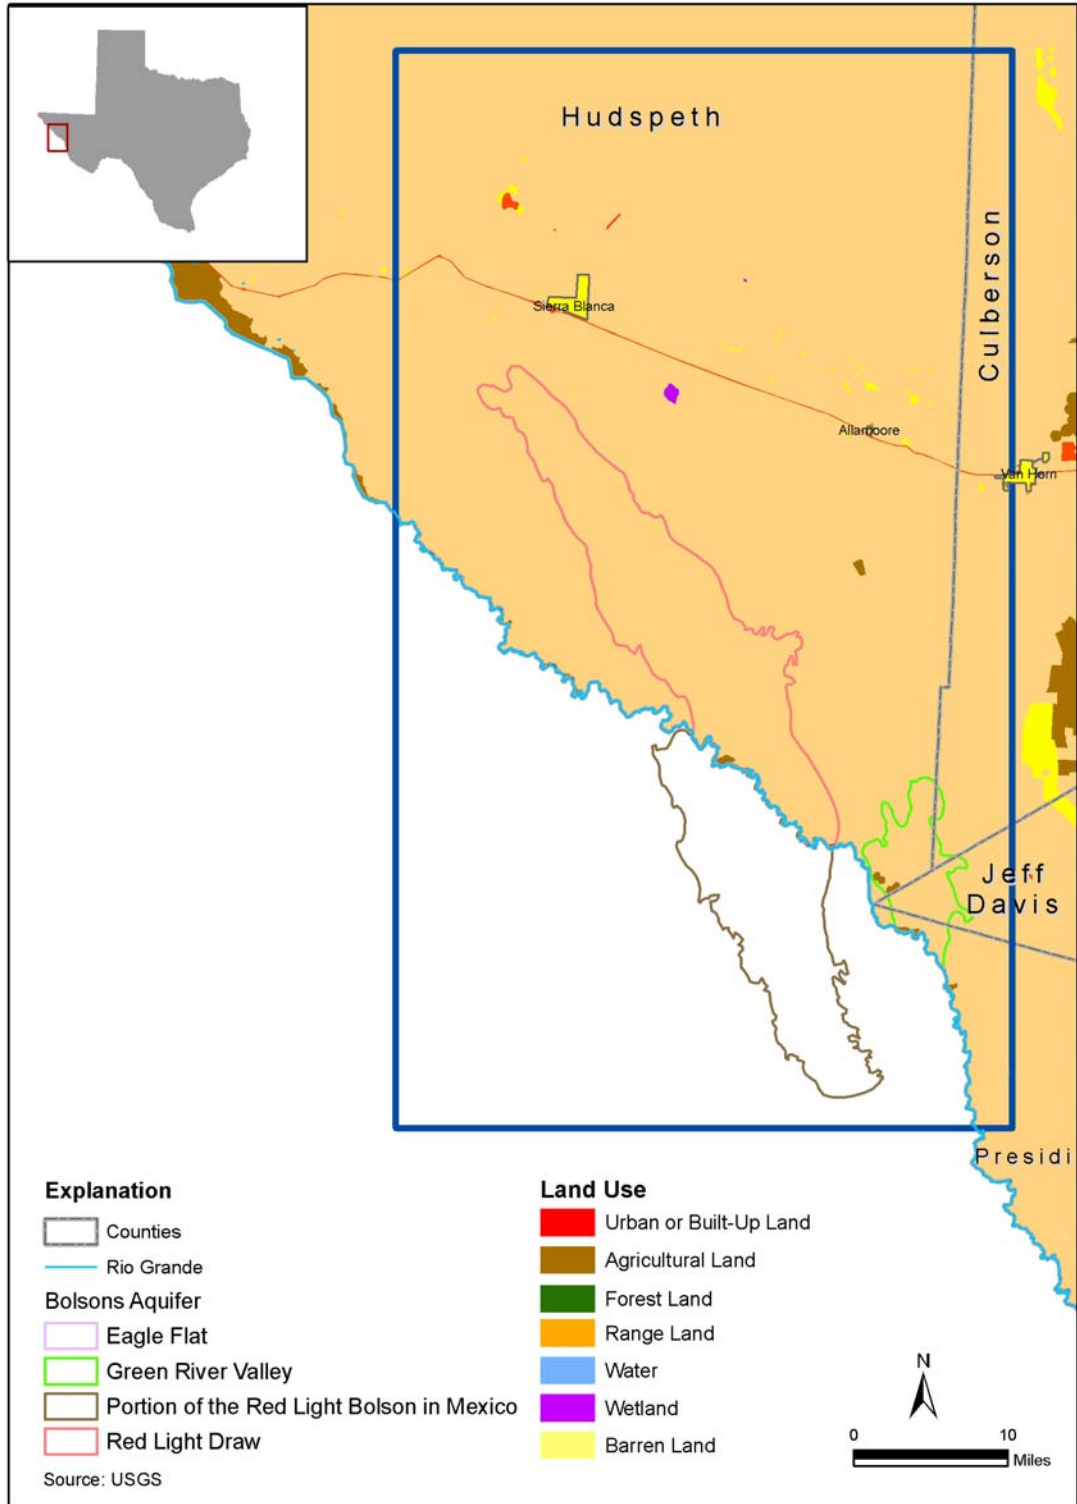 Hudspeth
Culberson
Sierra Blanca
Allamoore
Van Horn
Jeff
Davis
Presidi
Explanation
Counties
Rio Grande
Bolsons Aquifer
Eagle Flat
Green River Valley
Portion of the Red Light Bolson in Mexico
Red Light Draw
Source: USGS
Land Use
Urban or Built-Up Land
Agricultural Land
Forest Land
Range Land
Water
Wetland
Barren Land
N
0 10
Miles